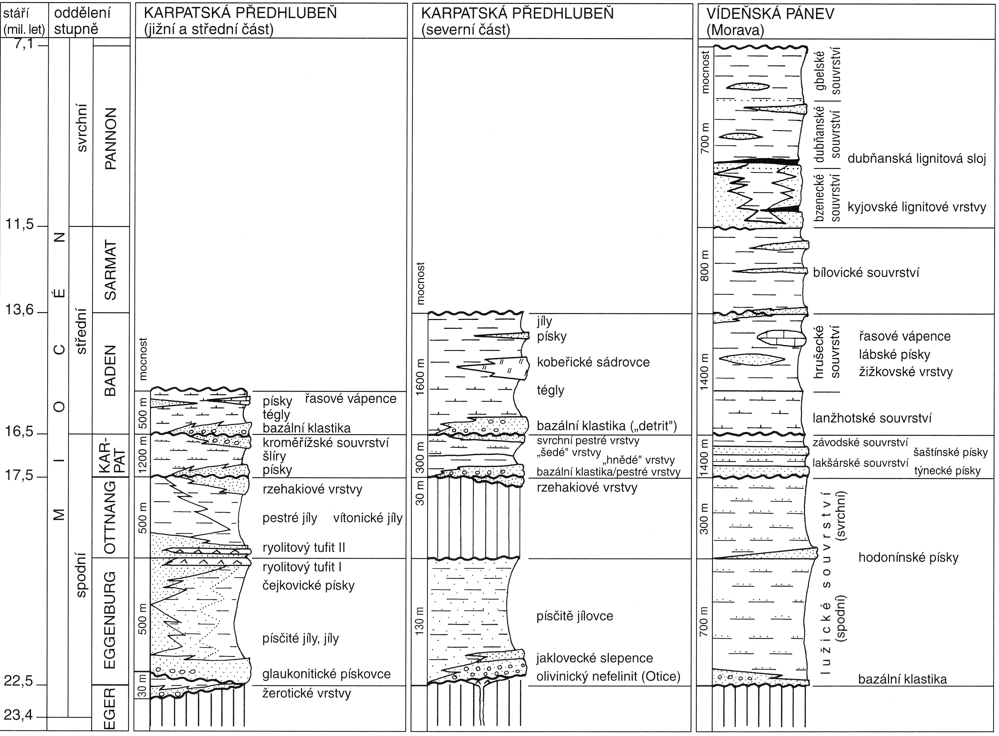 stáří
(mil. let)
oddělení
stupně
KARPATSKÁ PŘEDHLUBEŇ
(jižní a střední část)
KARPATSKÁ PŘEDHLUBEŇ
(severní část)
VÍDEŇSKÁ PÁNEV
(Morava)
7,1
11,5
13,6
16,5
17,5
22,5
23,4
MIOCÉN
svrchní
střední
spodní
PANNON
SARMAT
BADEN
KAR-
PAT
OTTNANG
EGGENBURG
EGER
mocnost
500 m
1200 m
500 m
500 m
30 m
písky řasové vápence
tégly
bazální klastika
kroměřížské souvrství
šlíry
písky
rzehakiové vrstvy
pestré jíly vítonické jíly
ryolitový tufit II
ryolitový tufit I
čejkovické písky
písčité jíly, jíly
glaukonitické pískovce
žerotické vrstvy
mocnost
1600 m
300 m
30 m
130 m
jíly
písky
kobeřické sádrovce
tégly
bazální klastika („detrit")
svrchní pestré vrstvy
„šedé" vrstvy
„hnědé" vrstvy
bazální klastika/pestré vrstvy
rzehakiové vrstvy
písčitě jílovce
jaklovecké slepence
olivinický nefelinit (Otice)
mocnost
700 m
800 m
1400 m
1400 m
300 m
700 m
gbelské
souvrství
dubňanské
souvrství
dubňanská lignitová sloj
bzenecké
souvrství
kyjovské lignitové vrstvy
bílovické souvrství
hrušecké
souvrství
řasové vápence
lábské písky
žižkovské vrstvy
lanžhotské souvrství
závodské souvrství
šaštínské písky
lakšárské souvrství
týnecké písky
lužické souvrství
(svrchní)
(spodní)
hodonínské písky
bazální klastika